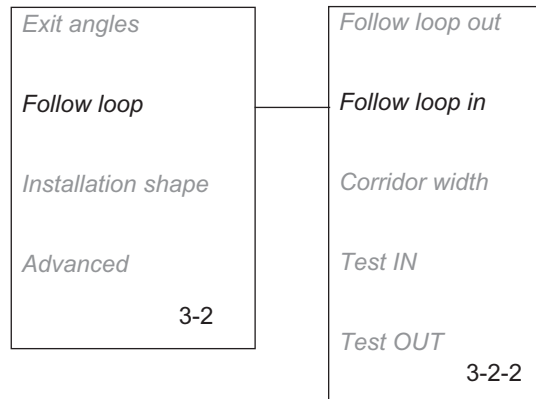 Exit angles
Follow loop
Installation shape
Advanced
3-2
Follow loop out
Follow loop in
Corridor width
Test IN
Test OUT
3-2-2